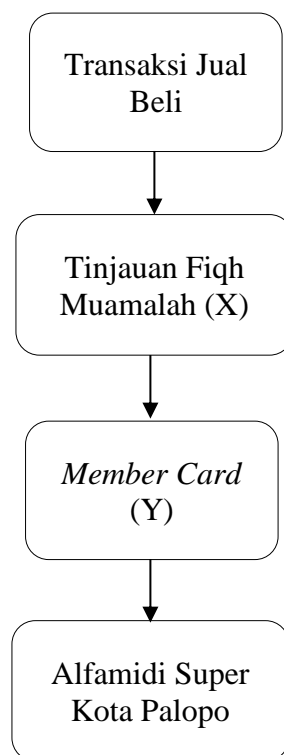 Transaksi Jual
Beli
Tinjauan Fiqh
Muamalah (X)
Member Card
(Y)
Alfamidi Super
Kota Palopo